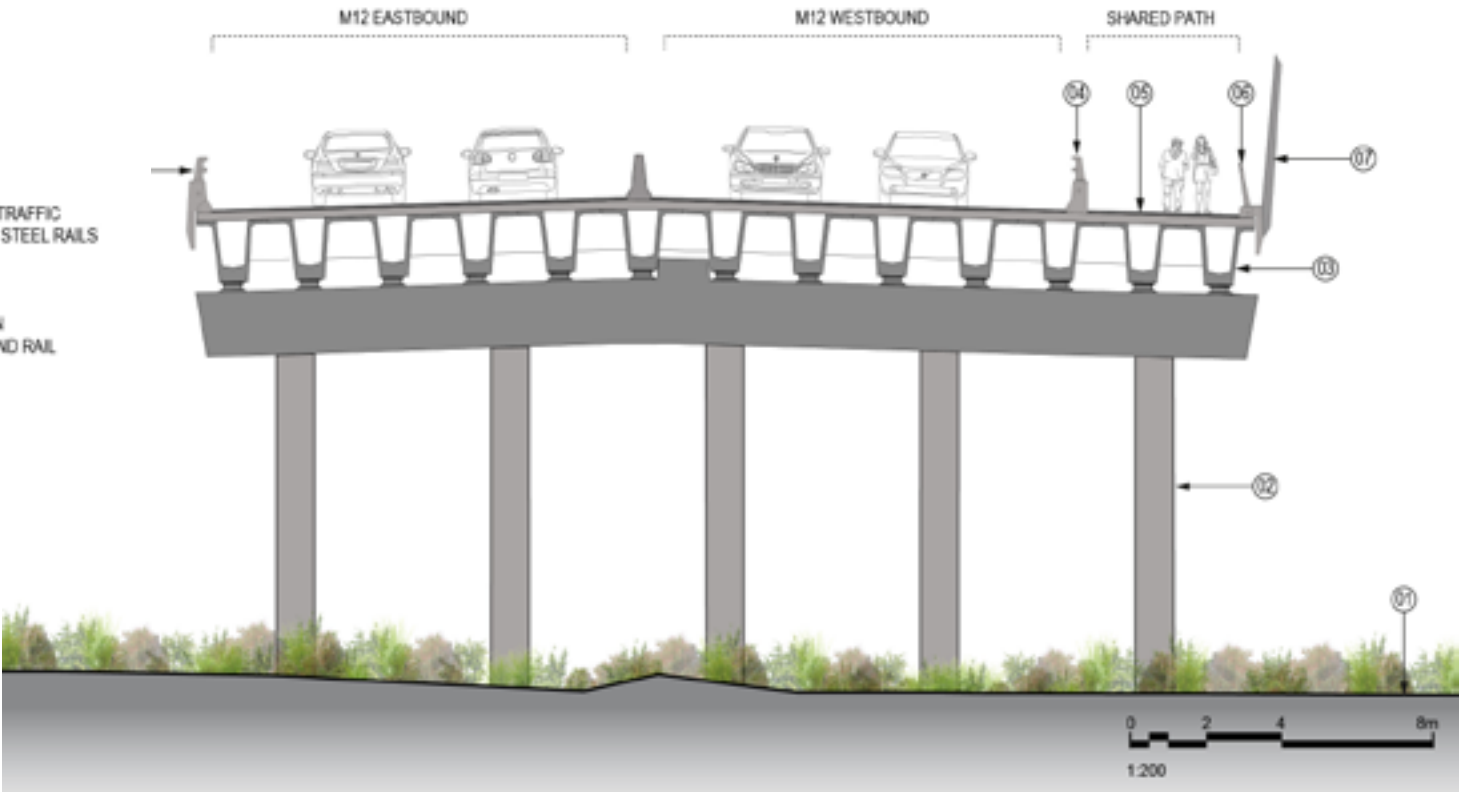 M12 EASTBOUND
M12 WESTBOUND
SHARED PATH
04
05
06
07
TRAFFIC
STEEL RAILS
03
ND RAIL
02
01
0 2 4 8m
1:200